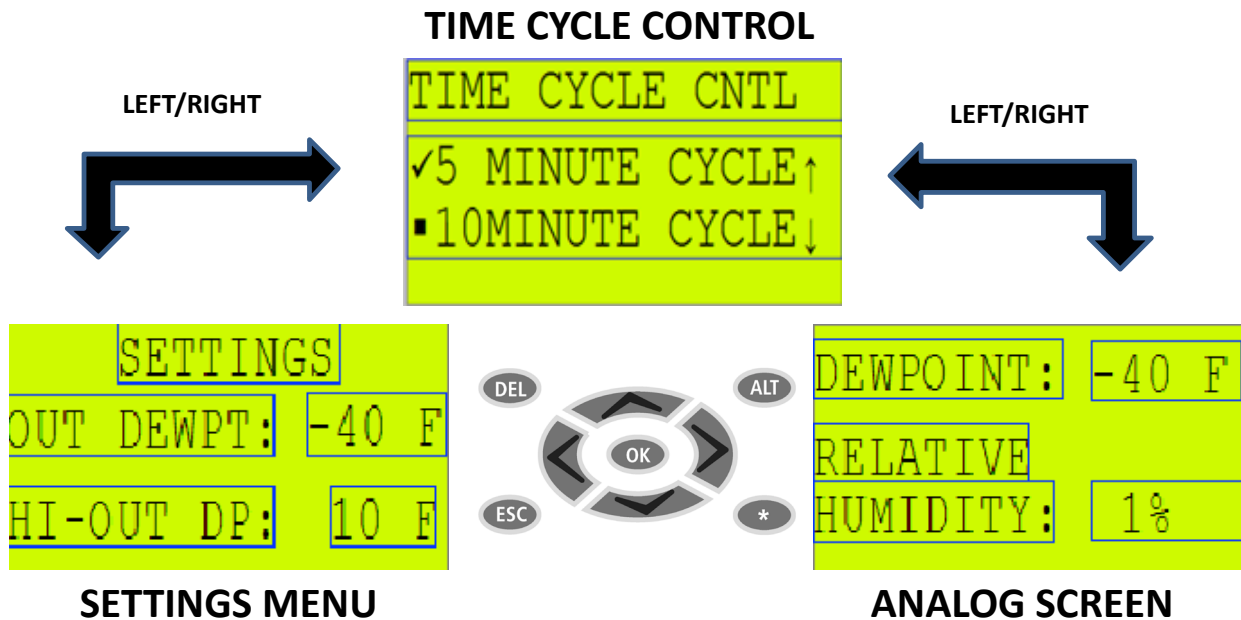 TIME CYCLE CONTROL
LEFT/RIGHT
TIME CYCLE CNTL
✓5 MINUTE CYCLE↑
▪10MINUTE CYCLE↓
LEFT/RIGHT
SETTINGS
OUT DEWPT: -40 F
HI-OUT DP: 10 F
DEL
ALT
OK
ESC
*
DEWPOINT: -40 F
RELATIVE
HUMIDITY: 1%
SETTINGS MENU
ANALOG SCREEN